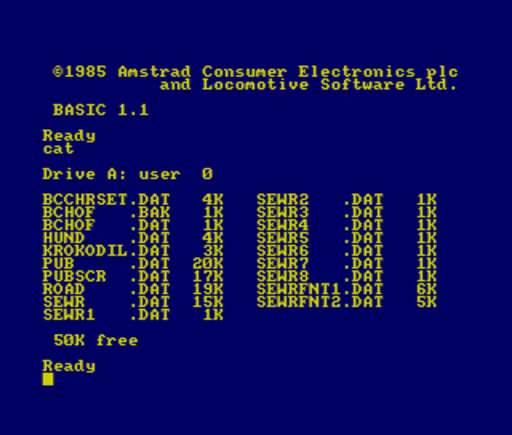 ©1985 Amstrad Consumer Electronics plc
and Locomotive Software Ltd.
BASIC 1.1
Ready
cat
Drive A: user  0
BCCHRSET.DAT   4K   SEWR2   .DAT   1K
BCHOF   .BAK   1K   SEWR3   .DAT   1K
BCHOF   .DAT   1K   SEWR4   .DAT   1K
HUND    .DAT   4K   SEWR5   .DAT   1K
KROKODIL.DAT   3K   SEWR6   .DAT   1K
PUB     .DAT  20K   SEWR7   .DAT   1K
PUBSCR  .DAT  17K   SEWR8   .DAT   1K
ROAD    .DAT  19K   SEWRFNT1.DAT   6K
SEWR    .DAT  15K   SEWRFNT2.DAT   5K
SEWR1   .DAT   1K
50K free
Ready